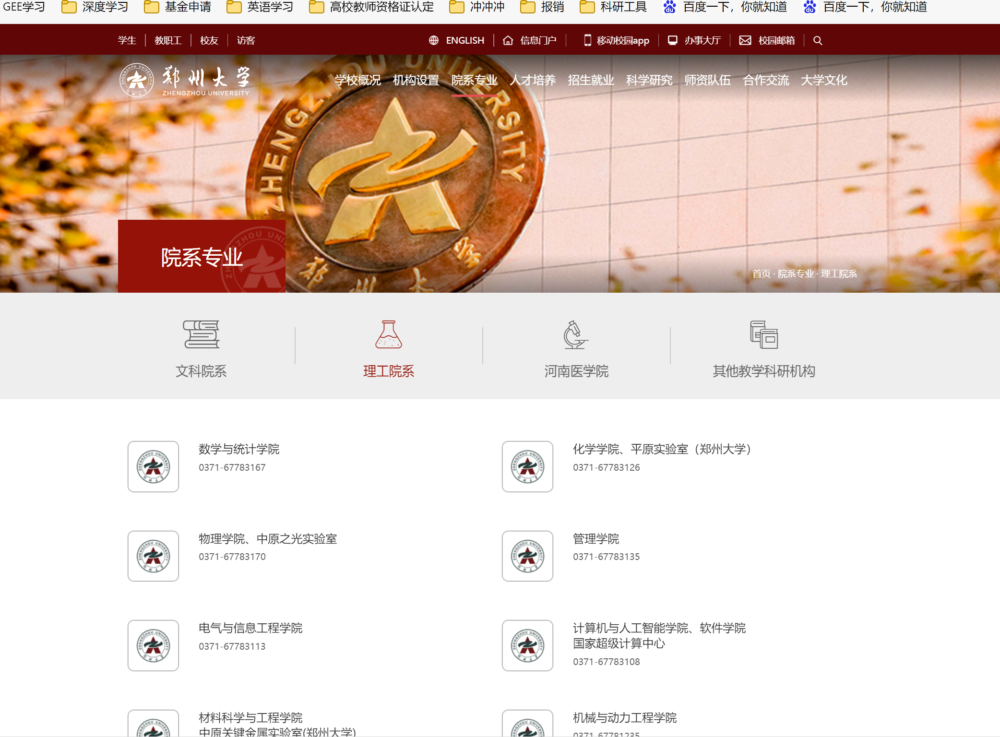 GEE学习 深度学习 基金申请 英语学习 高校教师资格证认定 冲冲冲 报销 科研工具 百度一下，你就知道 百度一下，你就知道
学生 教职工 校友 访客 ENGLISH 信息门户 移动校园app 办事大厅 校园邮箱
郑州大学
ZHENGZHOU UNIVERSITY
学校概况 机构设置 院系专业 人才培养 招生就业 科学研究 师资队伍 合作交流 大学文化
ZHENGZHOU UNIVERSITY
郑州大学
院系专业
首页 · 院系专业 · 理工院系
文科院系 理工院系 河南医学院 其他教学科研机构
数学与统计学院
0371-67783167
化学学院、平原实验室（郑州大学）
0371-67783126
物理学院、中原之光实验室
0371-67783170
管理学院
0371-67783135
电气与信息工程学院
0371-67783113
计算机与人工智能学院、软件学院
国家超级计算中心
0371-67783108
材料科学与工程学院
中原关键金属实验室(郑州大学)
机械与动力工程学院
0371-67781235